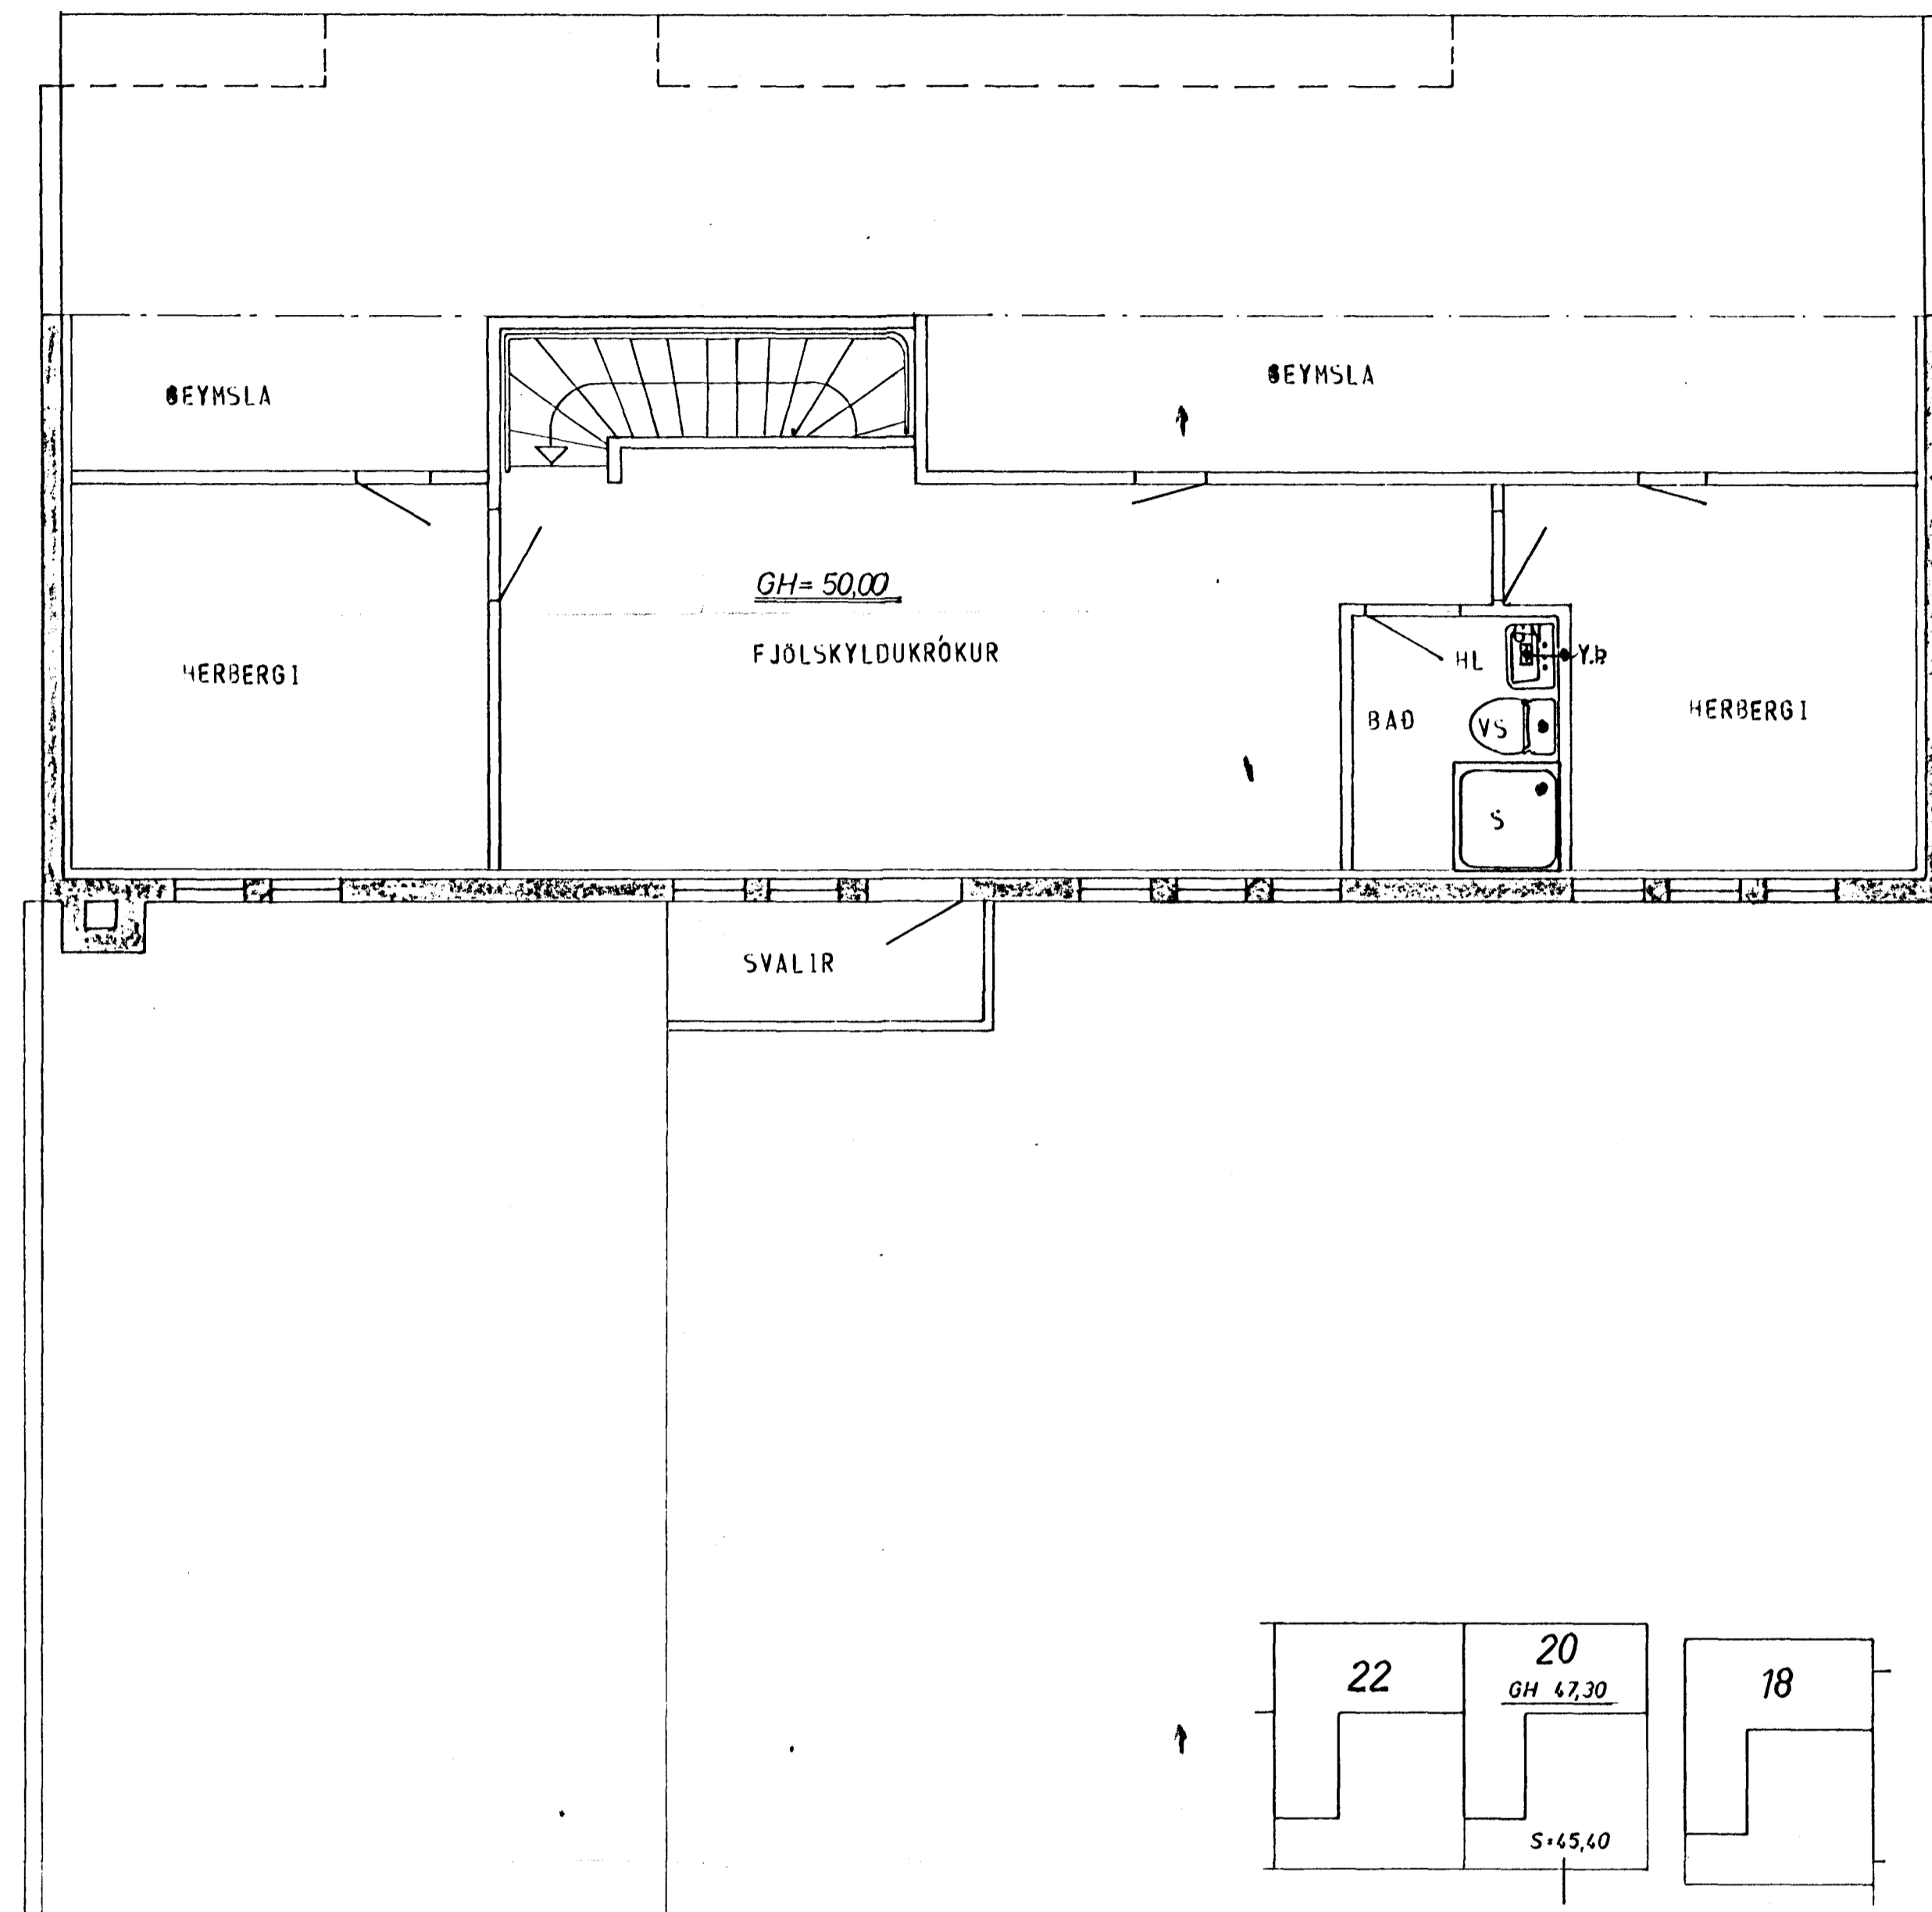 GEYMSLA
GEYMSLA
GH= 50,00
FJÖLSKYLDUKRÓKUR
HERBERGI
HL
Y.Þ
BAÐ
VS
HERBERGI
S
SVALIR
22
20
GH 47,30
18
S=45,40